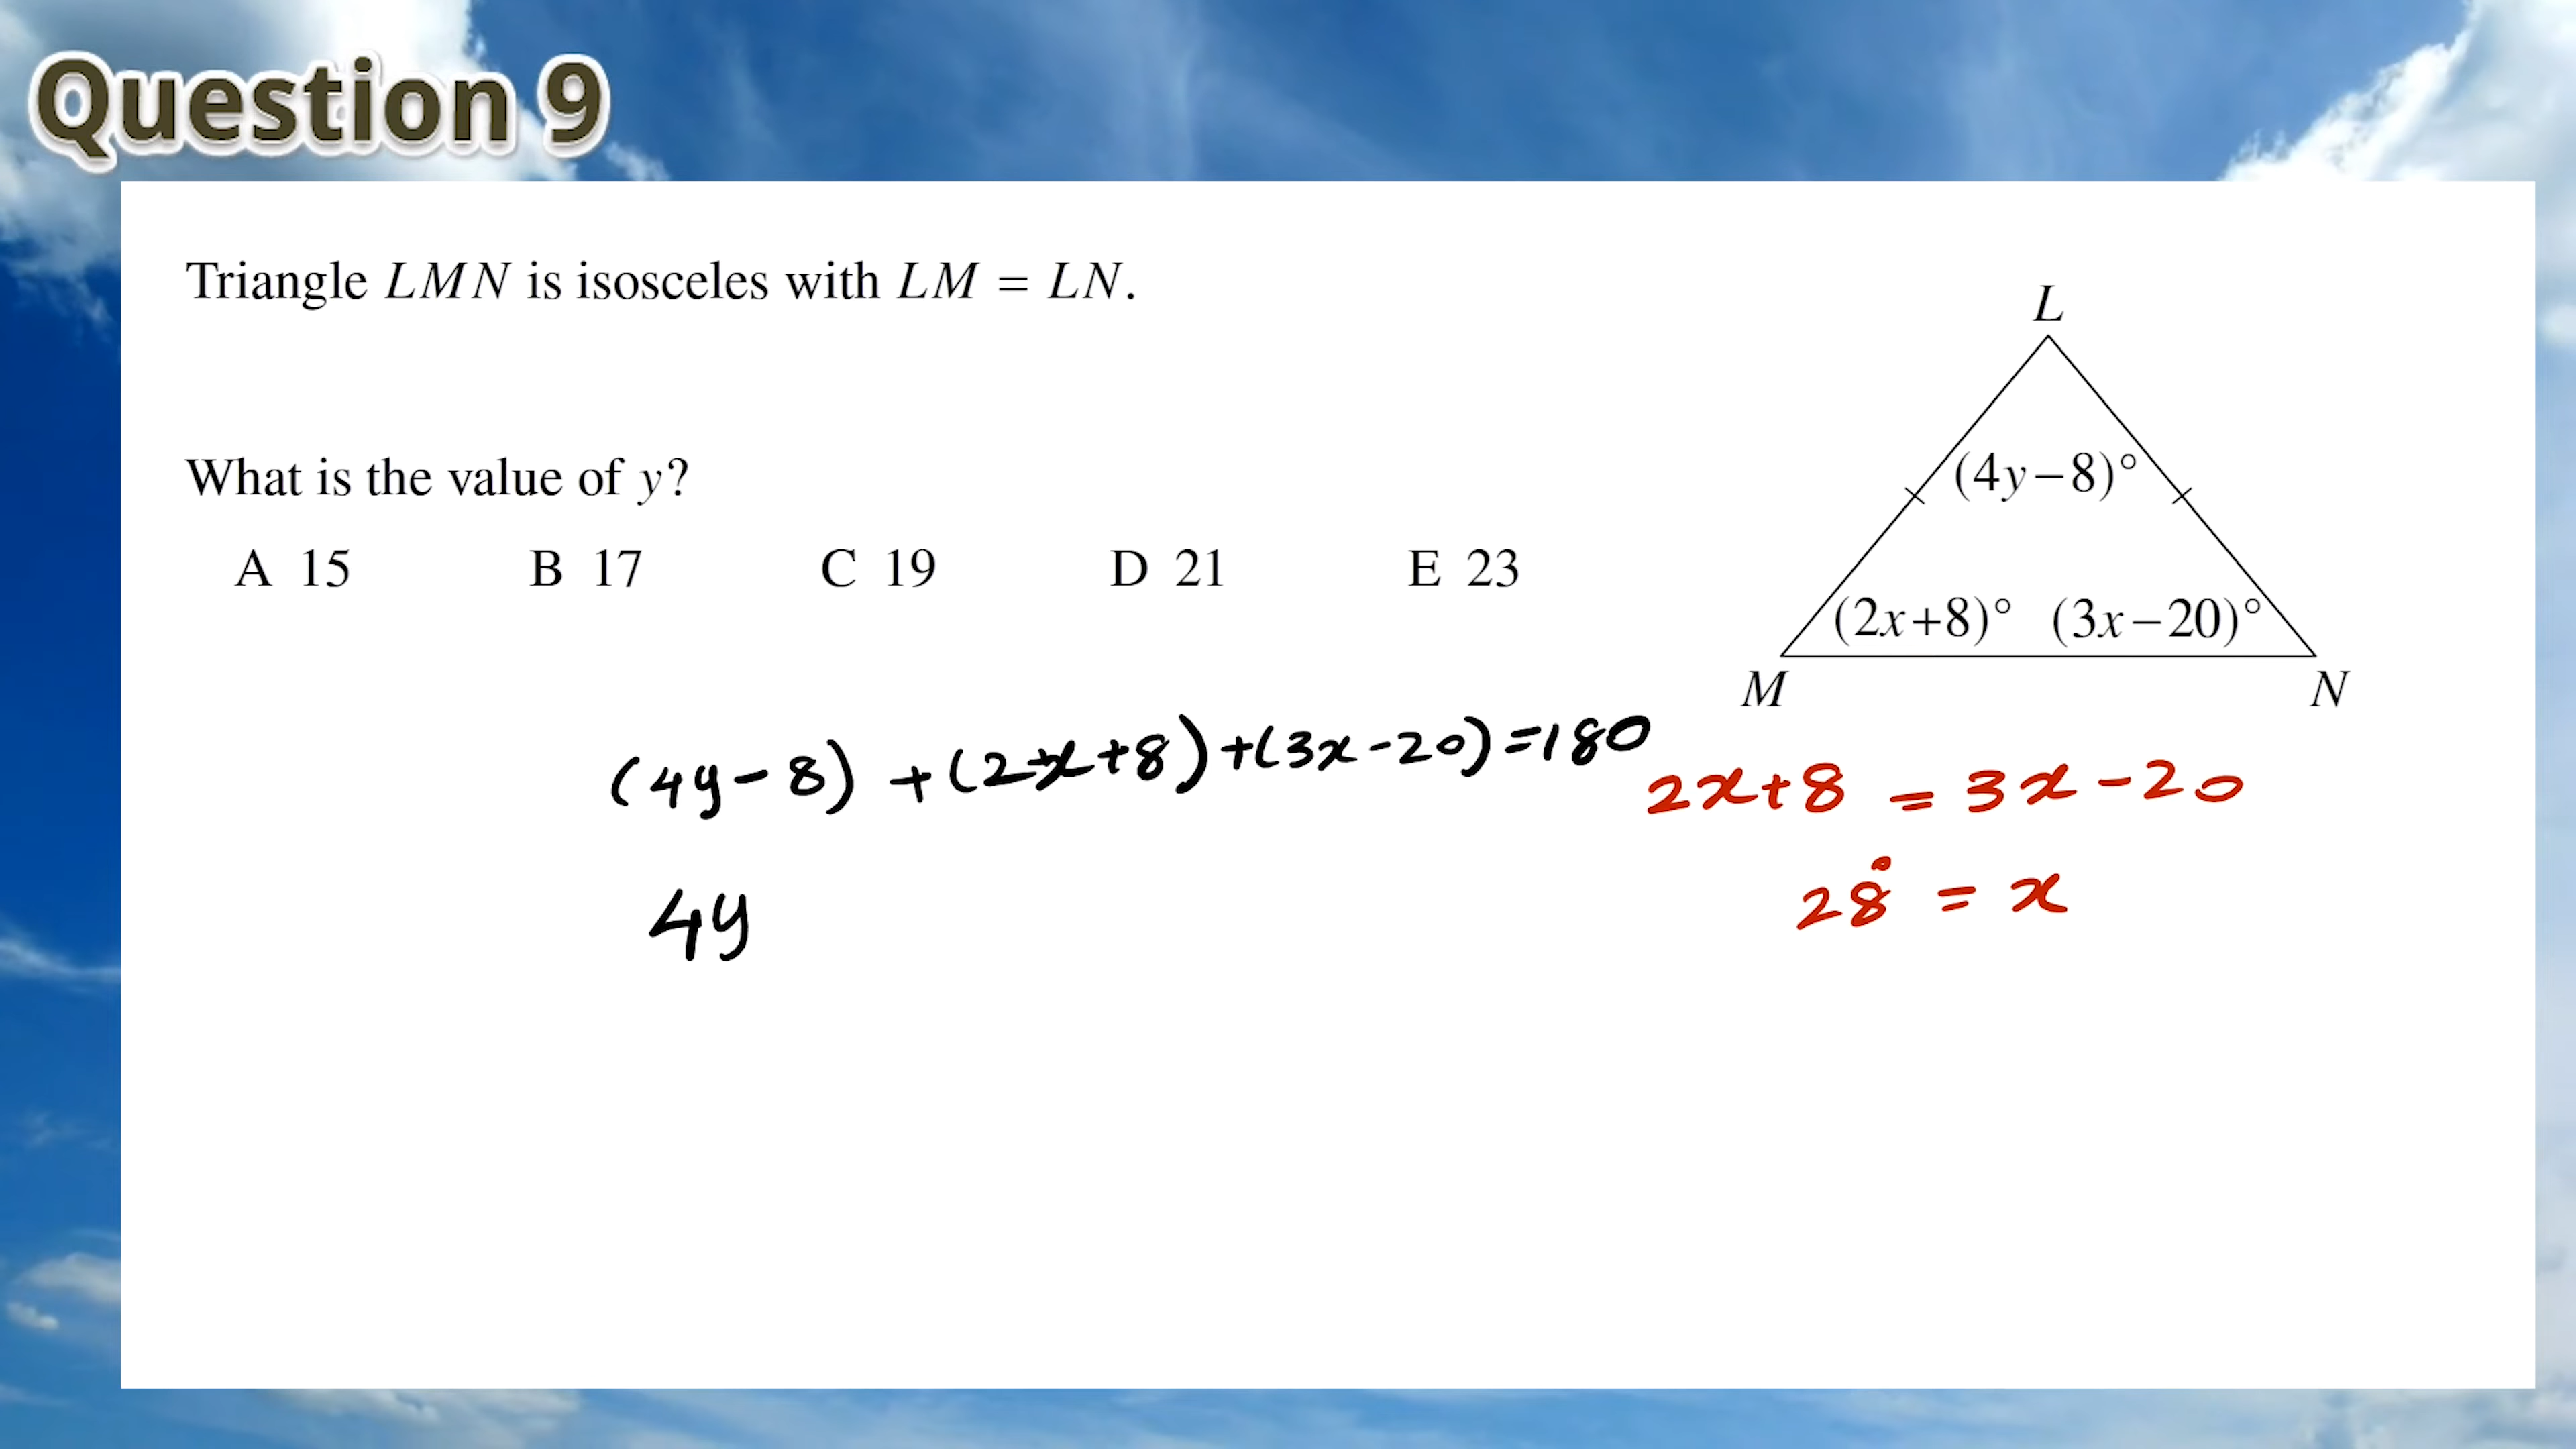 Question 9
Triangle LMN is isosceles with LM = LN.
What is the value of y?
A 15 B 17 C 19 D 21 E 23
L
(4y−8)°
(2x+8)° (3x−20)°
M N
(4y-8) +(2x+8)+(3x-20)=180
2x+8 = 3x-20
28° = x
4y